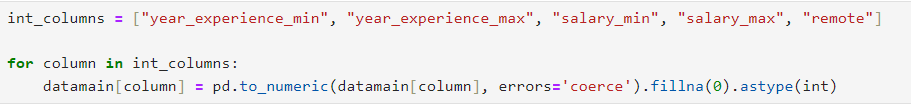 int_columns = ["year_experience_min", "year_experience_max", "salary_min", "salary_max", "remote"]
for column in int_columns:
    datamain[column] = pd.to_numeric(datamain[column], errors='coerce').fillna(0).astype(int)